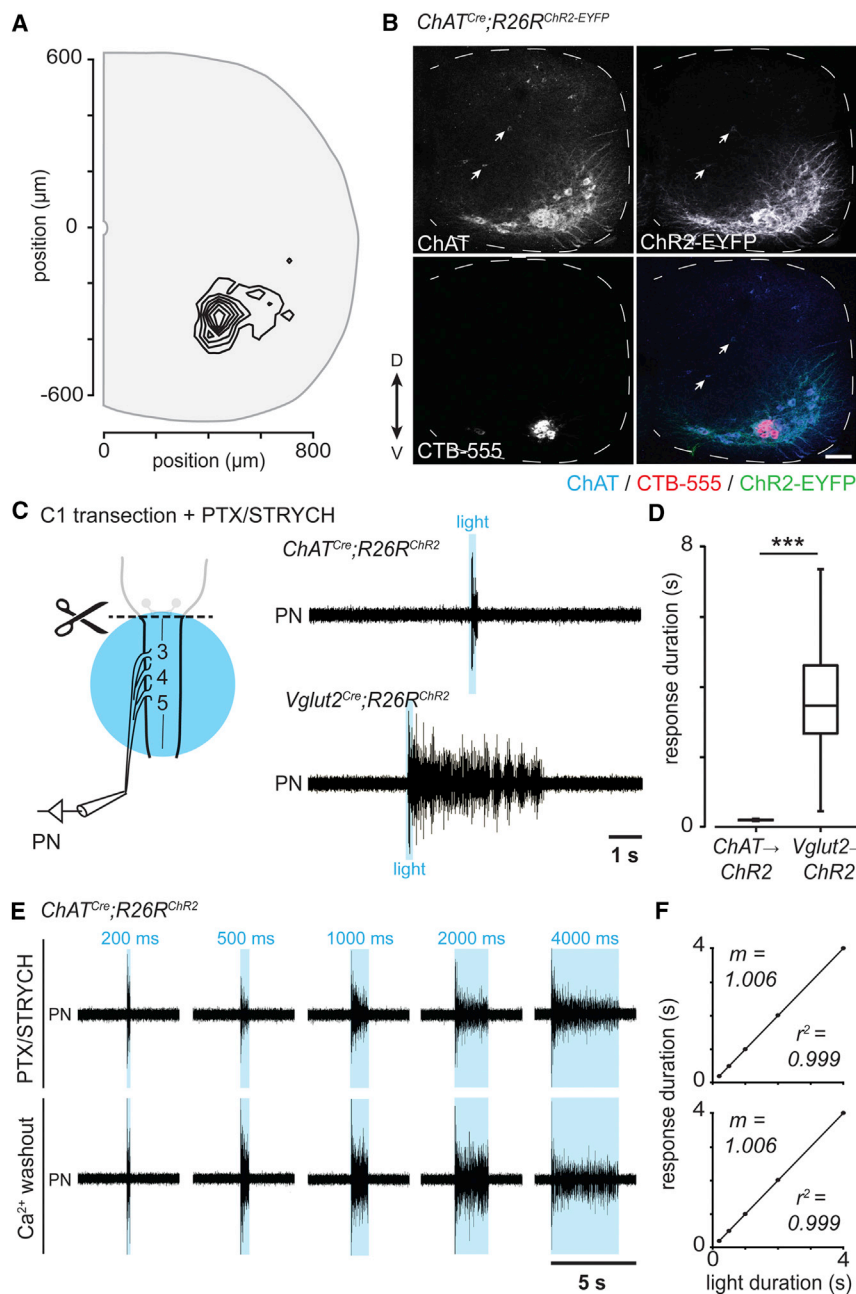 A
600
0
-600
position (µm)
0
800
position (µm)
B
ChAT^Cre;R26R^ChR2-EYFP
ChAT
ChR2-EYFP
D
V
CTB-555
ChAT / CTB-555 / ChR2-EYFP
C
C1 transection + PTX/STRYCH
3
4
5
PN
light
ChAT^Cre;R26R^ChR2
PN
Vglut2^Cre;R26R^ChR2
PN
light
1 s
D
***
8
0
response duration (s)
ChAT→
ChR2
Vglut2–
ChR2
E
ChAT^Cre;R26R^ChR2
200 ms
500 ms
1000 ms
2000 ms
4000 ms
PTX/STRYCH
PN
Ca²⁺ washout
PN
5 s
F
4
m =
1.006
r² =
0.999
0
response duration (s)
4
m =
1.006
r² =
0.999
0
0
4
light duration (s)